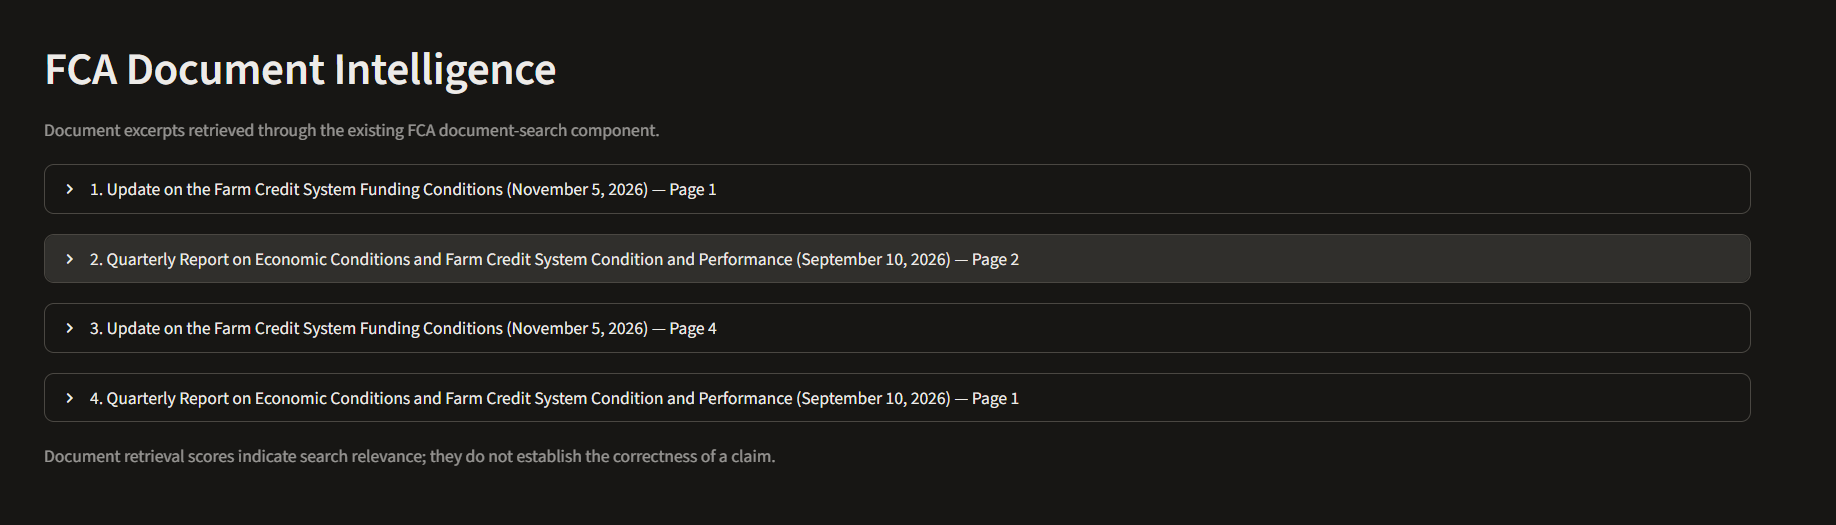 FCA Document Intelligence
Document excerpts retrieved through the existing FCA document-search component.
1. Update on the Farm Credit System Funding Conditions (November 5, 2026) — Page 1
2. Quarterly Report on Economic Conditions and Farm Credit System Condition and Performance (September 10, 2026) — Page 2
3. Update on the Farm Credit System Funding Conditions (November 5, 2026) — Page 4
4. Quarterly Report on Economic Conditions and Farm Credit System Condition and Performance (September 10, 2026) — Page 1
Document retrieval scores indicate search relevance; they do not establish the correctness of a claim.